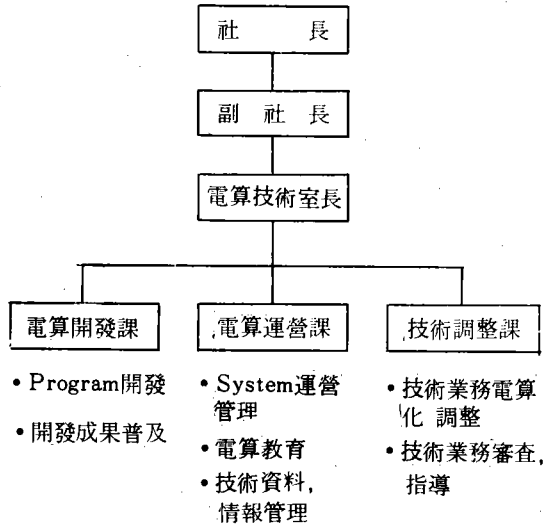 社 長
副 社 長
電算技術室長
電算開發課
• Program開發
• 開發成果普及
電算運營課
• System運營
管理
• 電算教育
• 技術資料,
情報管理
技術調整課
• 技術業務電算
化 調整
• 技術業務審査,
指導